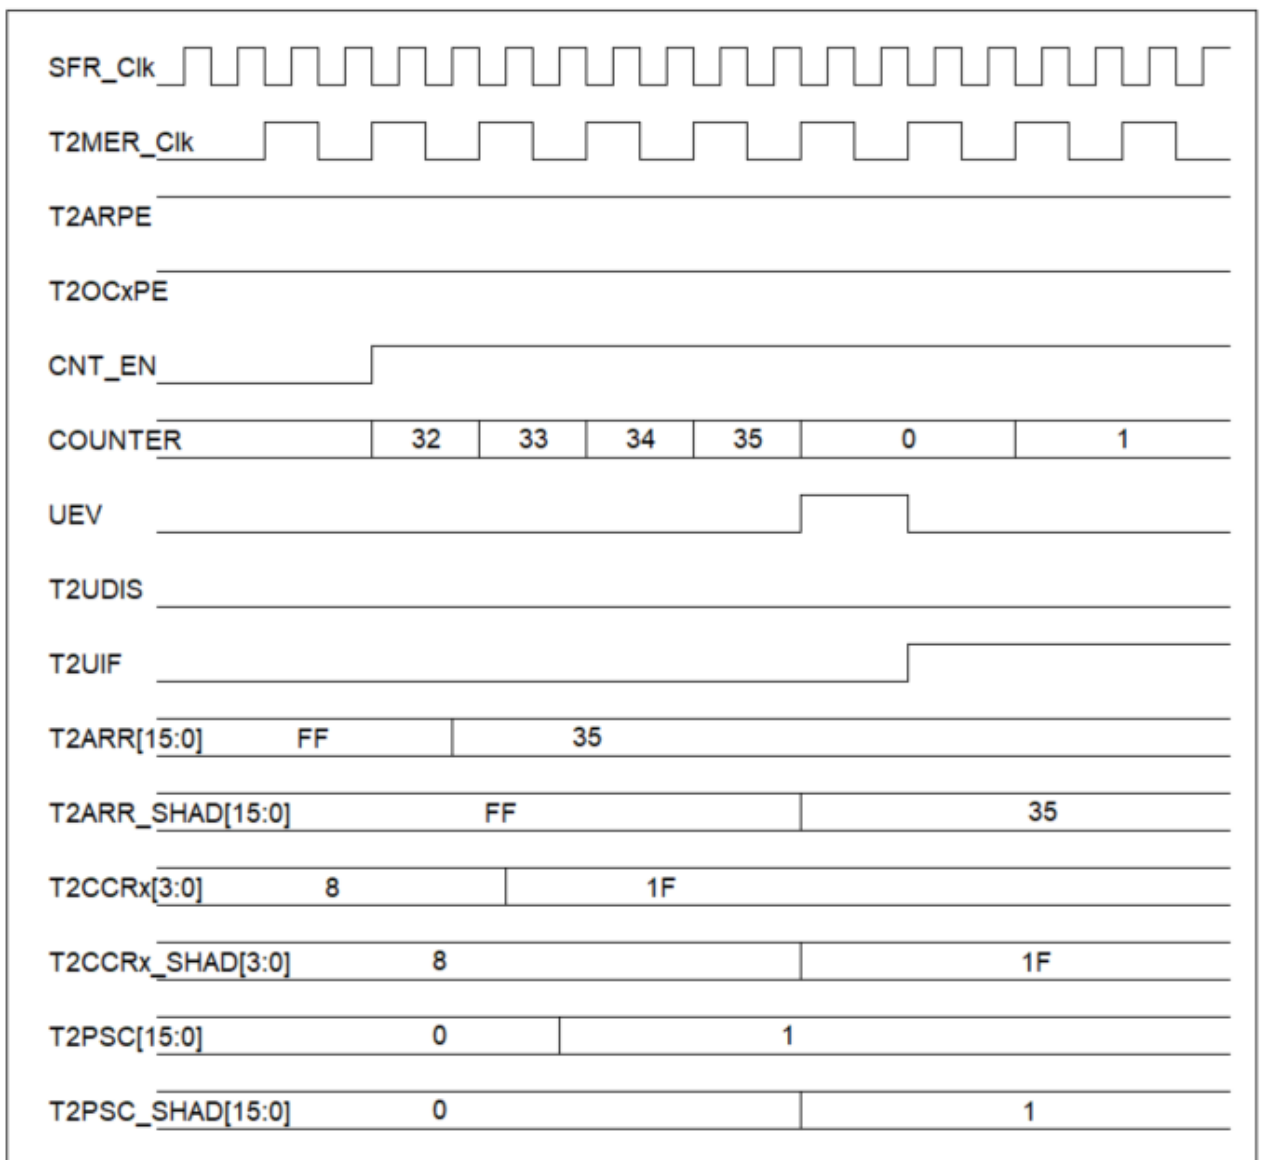 SFR_Clk
T2MER_Clk
T2ARPE
T2OCxPE
CNT_EN
COUNTER 32 33 34 35 0 1
UEV
T2UDIS
T2UIF
T2ARR[15:0] FF 35
T2ARR_SHAD[15:0] FF 35
T2CCRx[3:0] 8 1F
T2CCRx_SHAD[3:0] 8 1F
T2PSC[15:0] 0 1
T2PSC_SHAD[15:0] 0 1